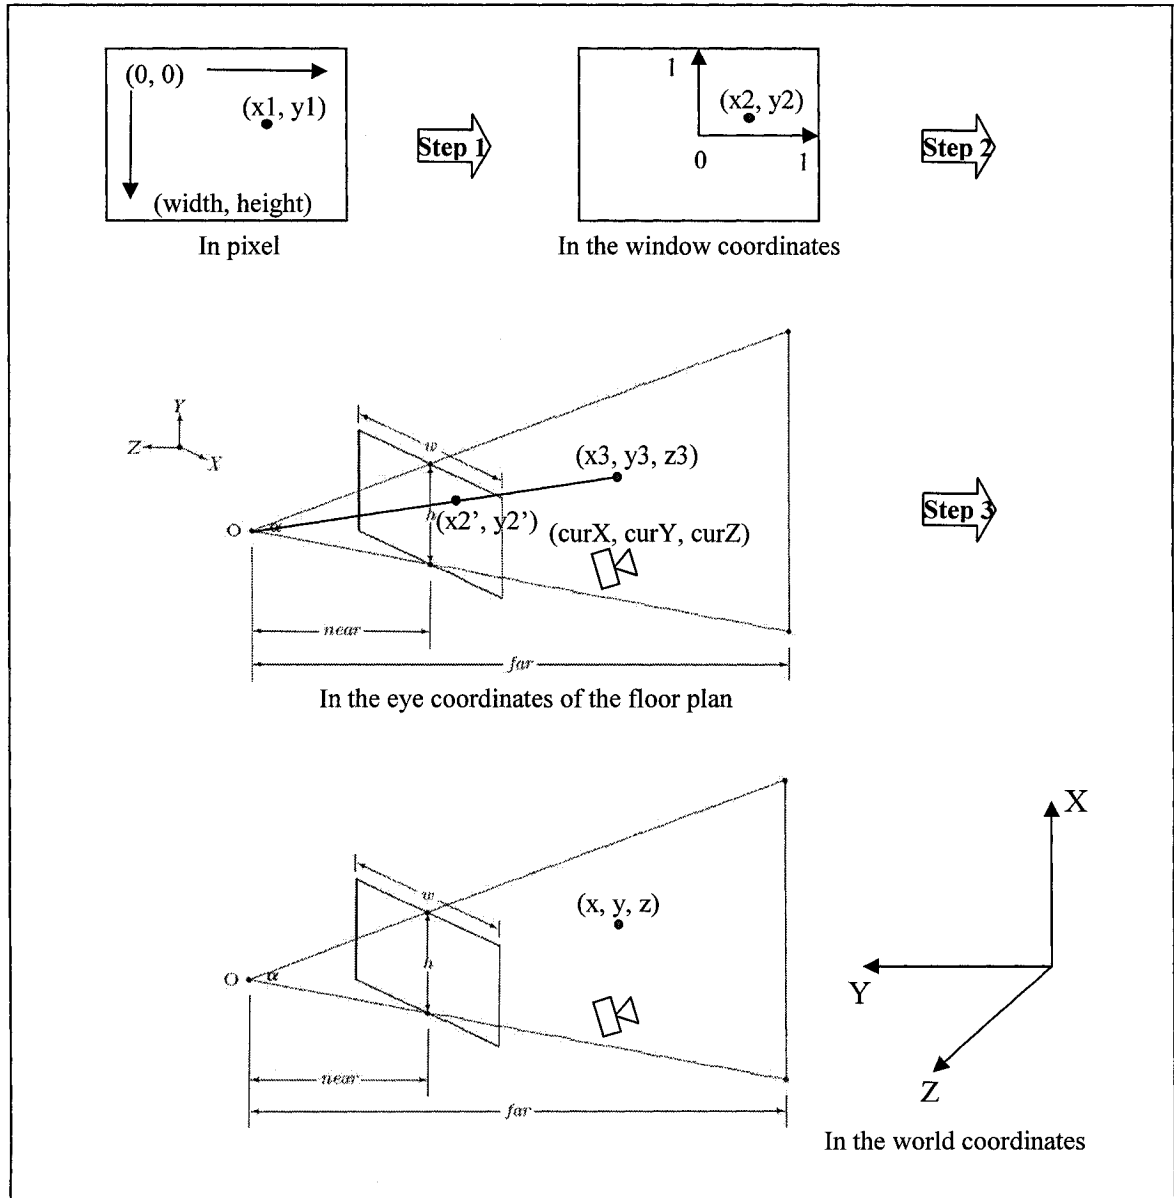 (0, 0)
(x1, y1)
(width, height)
In pixel
Step 1
1
(x2, y2)
0
1
In the window coordinates
Step 2
Y
Z
X
w
(x3, y3, z3)
O
α
h
(x2’, y2’)
(curX, curY, curZ)
near
far
In the eye coordinates of the floor plan
Step 3
w
(x, y, z)
O
α
h
near
far
X
Y
Z
In the world coordinates